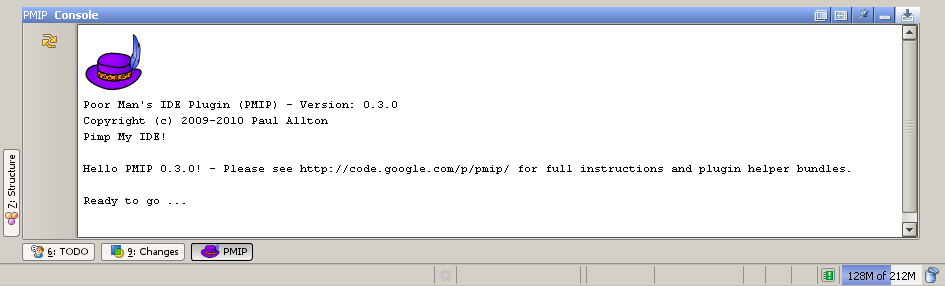 PMIP Console
Poor Man's IDE Plugin (PMIP) - Version: 0.3.0
Copyright (c) 2009-2010 Paul Allton
Pimp My IDE!
Hello PMIP 0.3.0! - Please see http://code.google.com/p/pmip/ for full instructions and plugin helper bundles.
Ready to go ...
7: Structure
6: TODO
9: Changes
PMIP
128M of 212M